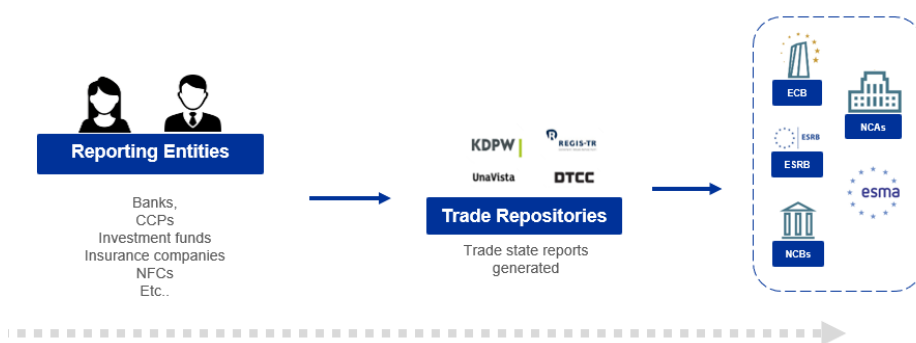 Reporting Entities
Banks,
CCPs
Investment funds
Insurance companies
NFCs
Etc..
KDPW
REGIS-TR
UnaVista
DTCC
Trade Repositories
Trade state reports
generated
ECB
NCAs
ESRB
ESRB
esma
NCBs